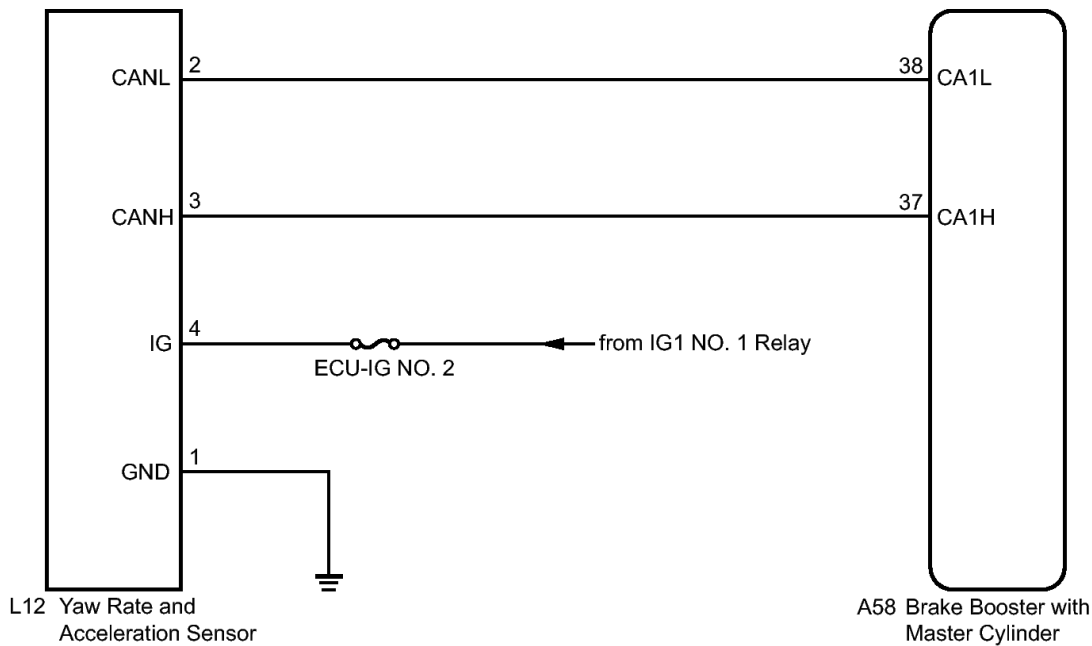 CANL 2
38 CA1L
CANH 3
37 CA1H
IG 4
from IG1 NO. 1 Relay
ECU-IG NO. 2
GND 1
L12 Yaw Rate and
Acceleration Sensor
A58 Brake Booster with
Master Cylinder